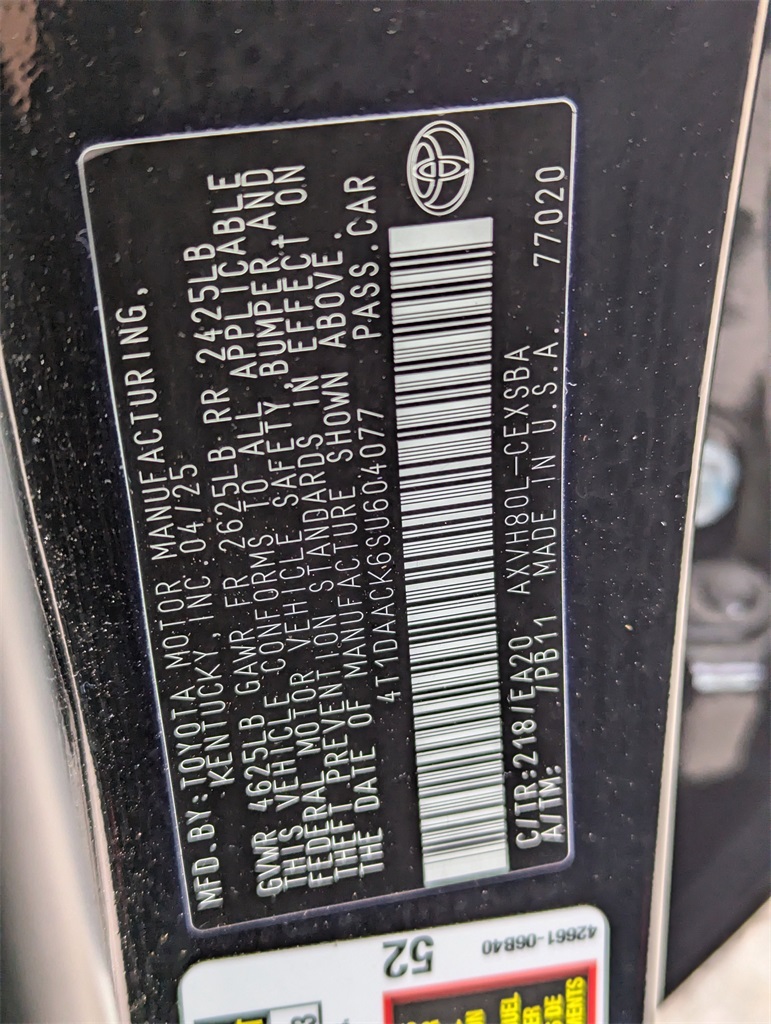 MFD.BY:TOYOTA MOTOR MANUFACTURING,
KENTUCKY, INC.04/25
GVWR 4625LB GAWR FR 2625LB RR 2425LB
THIS VEHICLE CONFORMS TO ALL APPLICABLE
FEDERAL MOTOR VEHICLE SAFETY,BUMPER,AND
THEFT PREVENTION STANDARDS IN EFFECT ON
THE DATE OF MANUFACTURE SHOWN ABOVE.
4T1DAACK6SU604077 PASS.CAR
C/TR:218/EA20 AXVH80L-CEXSBA
A/TM: /PB11 MADE IN U.S.A. 77020
52
42661-06B40